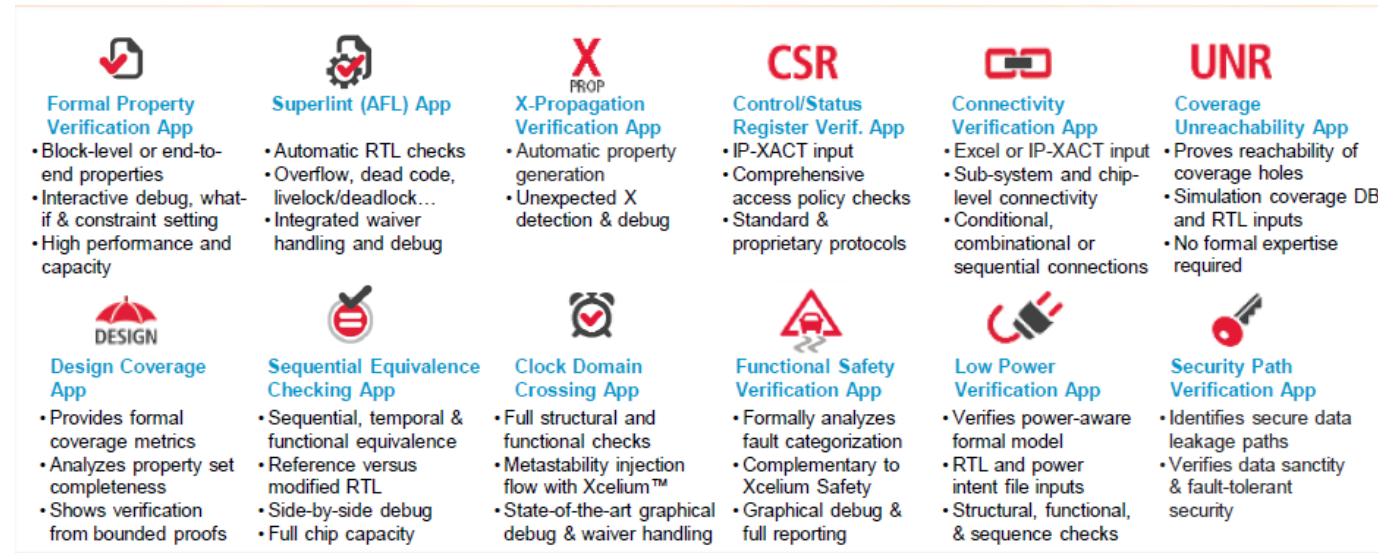 X
PROP
CSR
UNR
Formal Property
Verification App
• Block-level or end-to-
end properties
• Interactive debug, what-
if & constraint setting
• High performance and
capacity
Superlint (AFL) App
• Automatic RTL checks
• Overflow, dead code,
livelock/deadlock…
• Integrated waiver
handling and debug
X-Propagation
Verification App
• Automatic property
generation
• Unexpected X
detection & debug
Control/Status
Register Verif. App
• IP-XACT input
• Comprehensive
access policy checks
• Standard &
proprietary protocols
Connectivity
Verification App
• Excel or IP-XACT input
• Sub-system and chip-
level connectivity
• Conditional,
combinational or
sequential connections
Coverage
Unreachability App
• Proves reachability of
coverage holes
• Simulation coverage DB
and RTL inputs
• No formal expertise
required
DESIGN
Design Coverage
App
• Provides formal
coverage metrics
• Analyzes property set
completeness
• Shows verification
from bounded proofs
Sequential Equivalence
Checking App
• Sequential, temporal &
functional equivalence
• Reference versus
modified RTL
• Side-by-side debug
• Full chip capacity
Clock Domain
Crossing App
• Full structural and
functional checks
• Metastability injection
flow with Xcelium™
• State-of-the-art graphical
debug & waiver handling
Functional Safety
Verification App
• Formally analyzes
fault categorization
• Complementary to
Xcelium Safety
• Graphical debug &
full reporting
Low Power
Verification App
• Verifies power-aware
formal model
• RTL and power
intent file inputs
• Structural, functional,
& sequence checks
Security Path
Verification App
• Identifies secure data
leakage paths
• Verifies data sanctity
& fault-tolerant
security